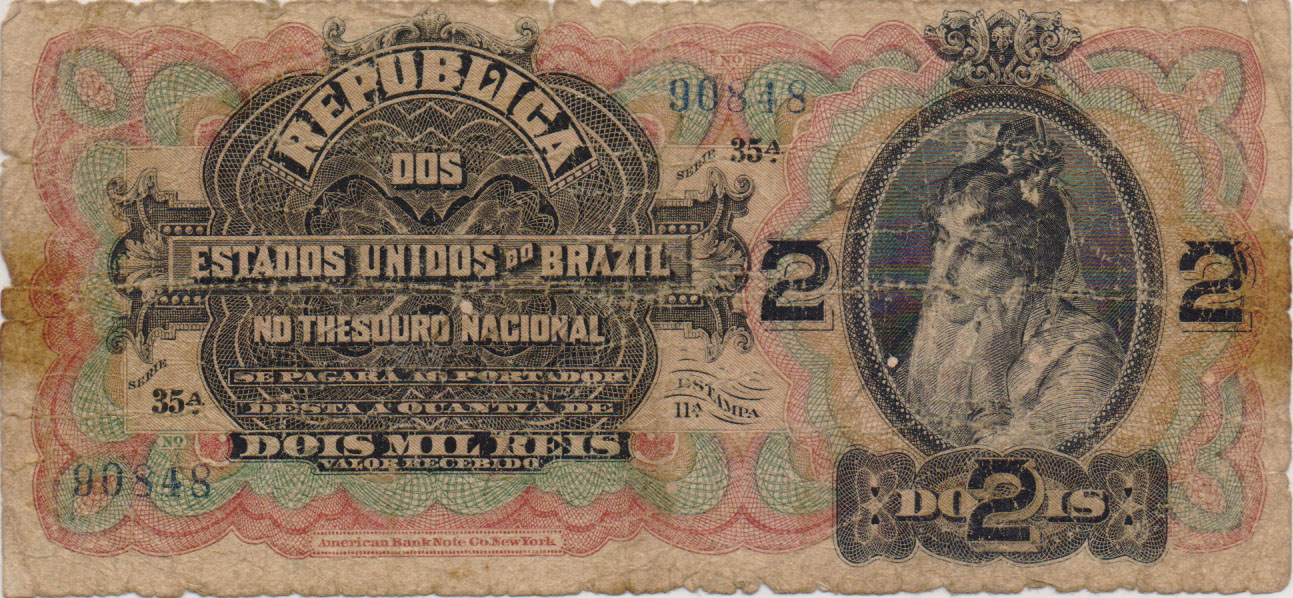 REPUBLICA
DOS
ESTADOS UNIDOS DO BRAZIL
NO THESOURO NACIONAL
SE PAGARÁ AO PORTADOR
DESTA A QUANTIA DE
DOIS MIL REIS
VALOR RECEBIDO
NO
90848
SERIE 35A
SERIE
35A
ESTAMPA
11A
NO
90848
American Bank Note Co. New York.
2
2
DOIS
2